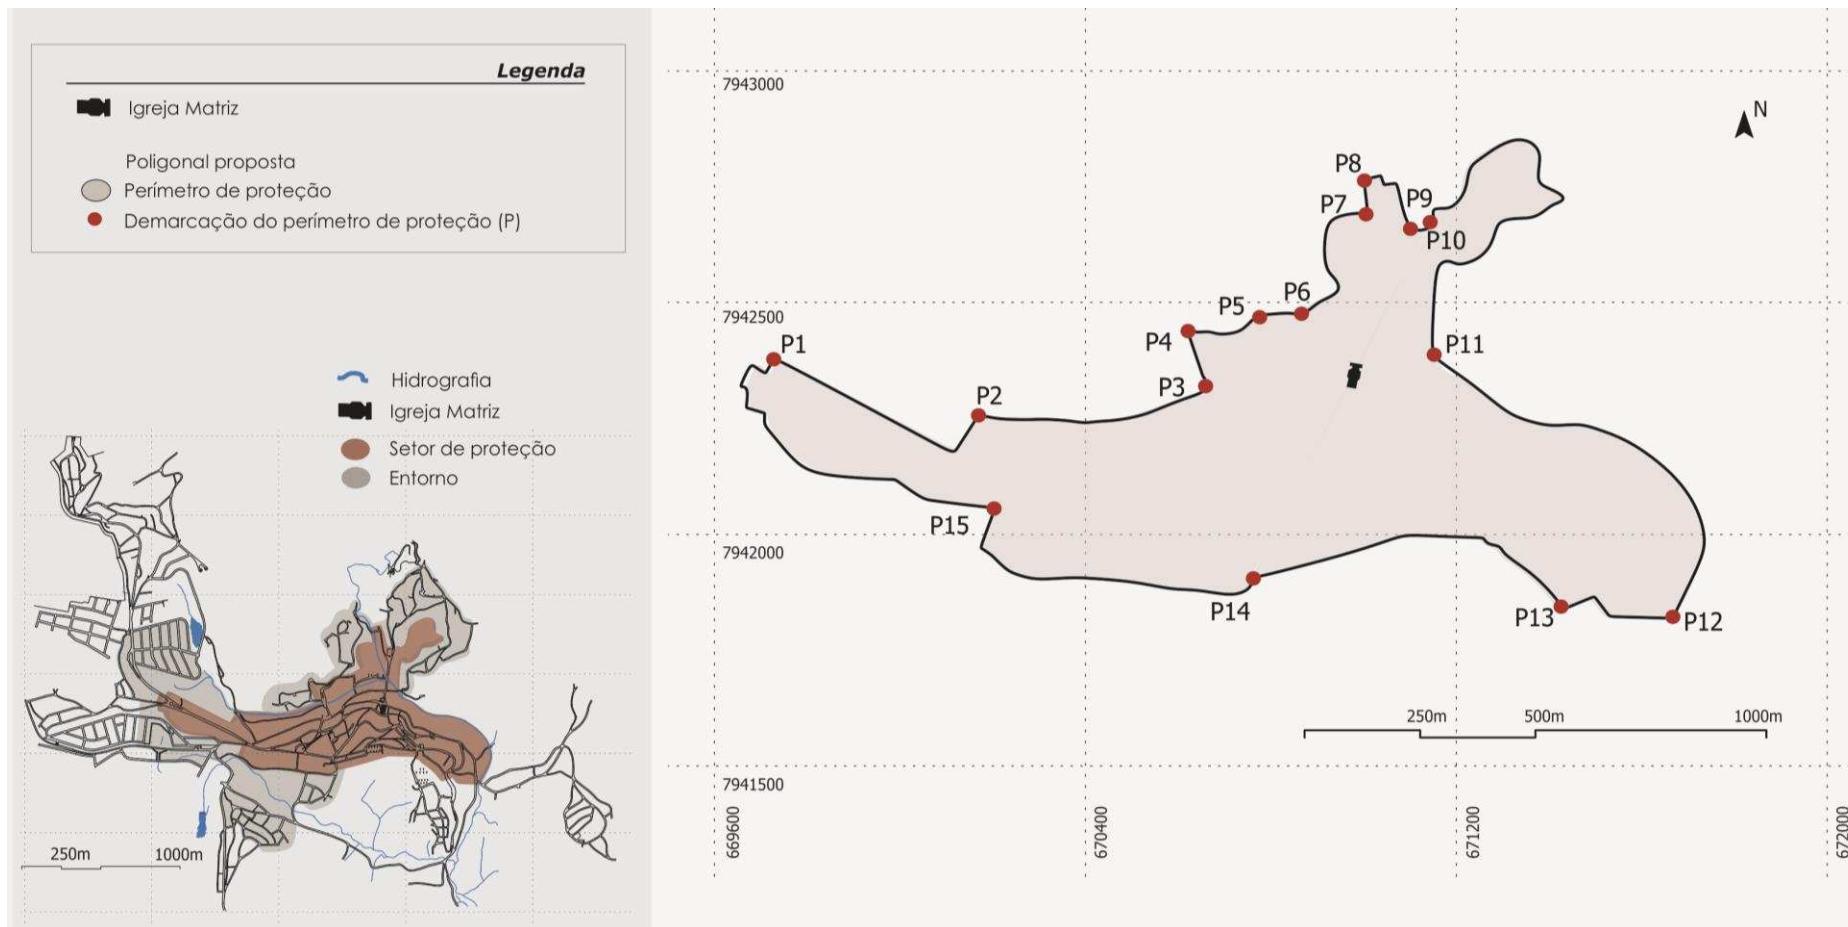 Legenda
Igreja Matriz
Poligonal proposta
Perímetro de proteção
Demarcação do perímetro de proteção (P)
Hidrografia
Igreja Matriz
Setor de proteção
Entorno
250m 1000m
7943000
N
P8
P7 P9
P10
P6
P5
7942500
P4
P1
P11
P3
P2
P15
7942000
P14
P13 P12
250m 500m 1000m
7941500
669600
670400
671200
672000